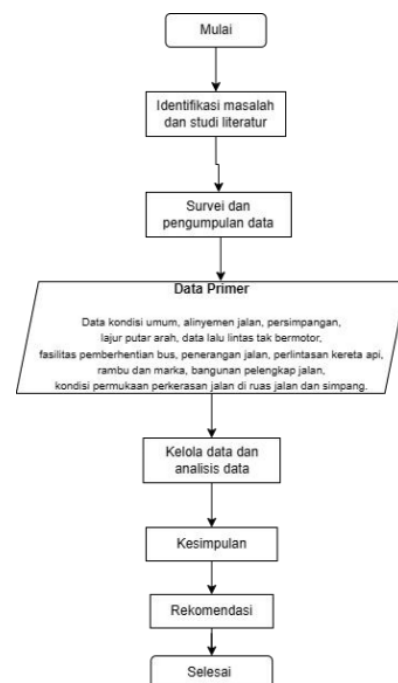 Mulai
Identifikasi masalah
dan studi literatur
Survei dan
pengumpulan data
Data Primer
Data kondisi umum, alinyemen jalan, persimpangan,
lajur putar arah, data lalu lintas tak bermotor,
fasilitas pemberhentian bus, penerangan jalan, perlintasan kereta api,
rambu dan marka, bangunan pelengkap jalan,
kondisi permukaan perkerasan jalan di ruas jalan dan simpang.
Kelola data dan
analisis data
Kesimpulan
Rekomendasi
Selesai